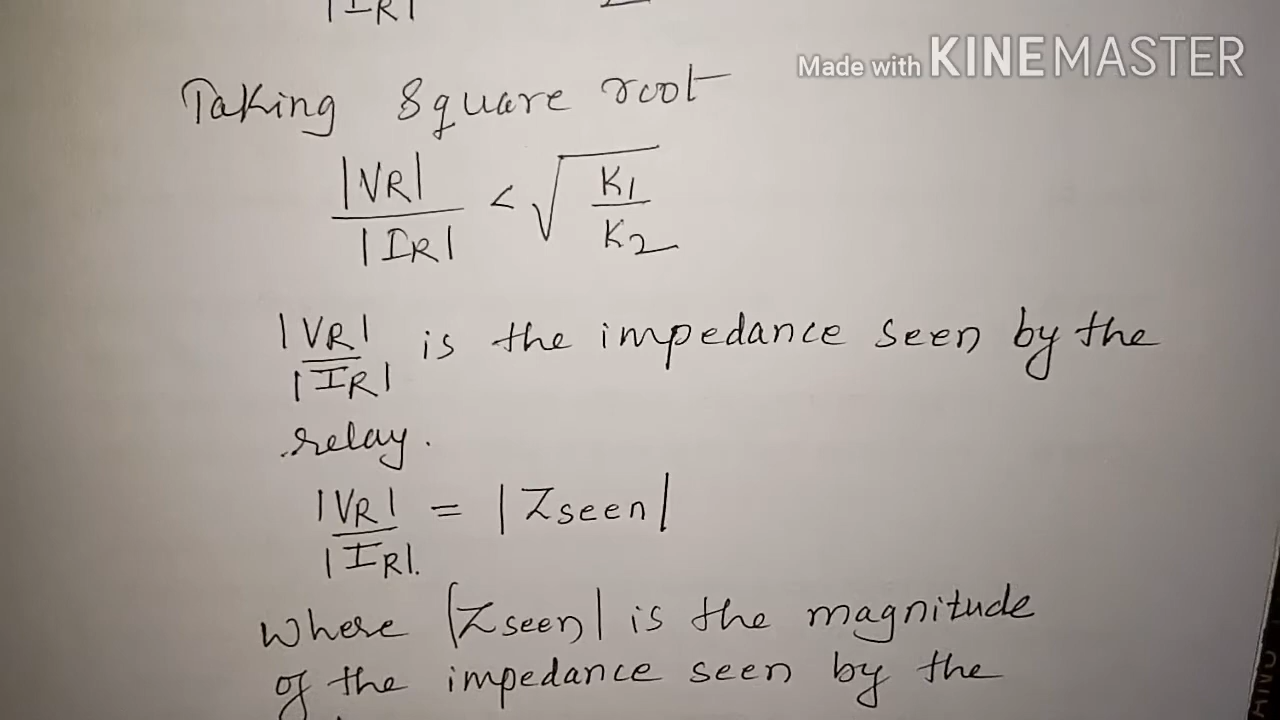 |IR|
Made with KINEMASTER
Taking Square root
|VR| / |IR| < √ K1 / K2
|VR| / |IR| is the impedance seen by the
relay.
|VR| / |IR|. = |Zseen|
where |Zseen| is the magnitude
of the impedance seen by the